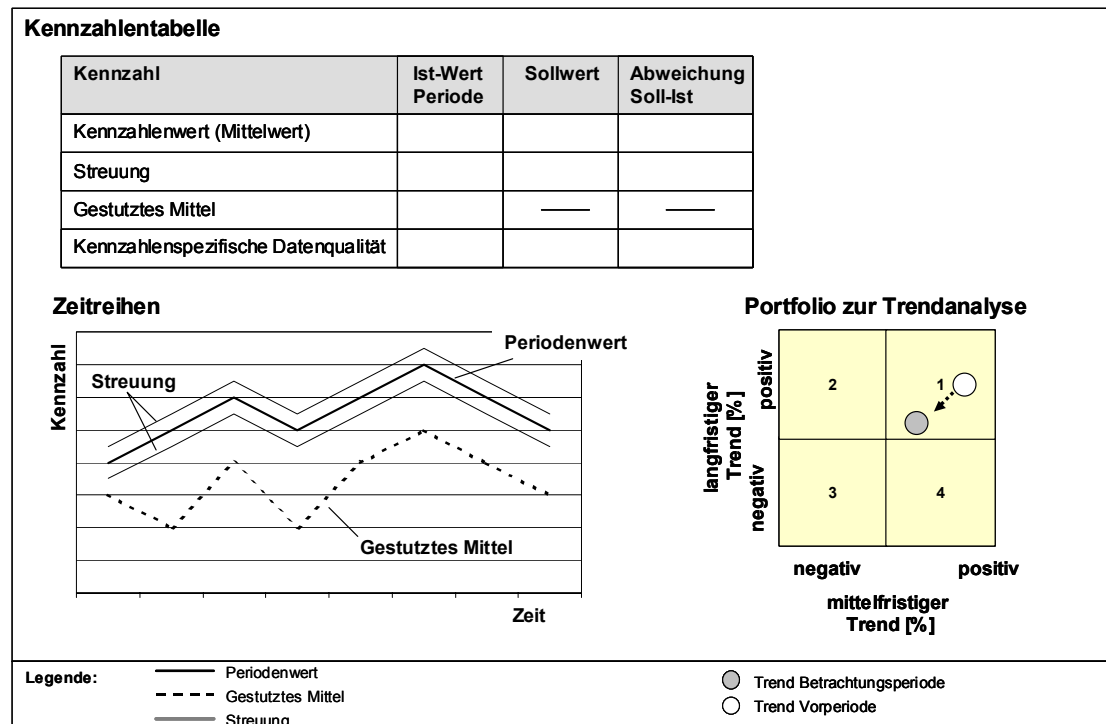 Kennzahlentabelle
Kennzahl
Ist-Wert Periode
Sollwert
Abweichung Soll-Ist
Kennzahlenwert (Mittelwert)
Streuung
Gestutztes Mittel
Kennzahlenspezifische Datenqualität
Zeitreihen
Kennzahl
Streuung
Periodenwert
Gestutztes Mittel
Zeit
Portfolio zur Trendanalyse
langfristiger
Trend [%]
positiv
negativ
2
1
3
4
negativ
positiv
mittelfristiger
Trend [%]
Legende:
Periodenwert
Gestutztes Mittel
Streuung
Trend Betrachtungsperiode
Trend Vorperiode